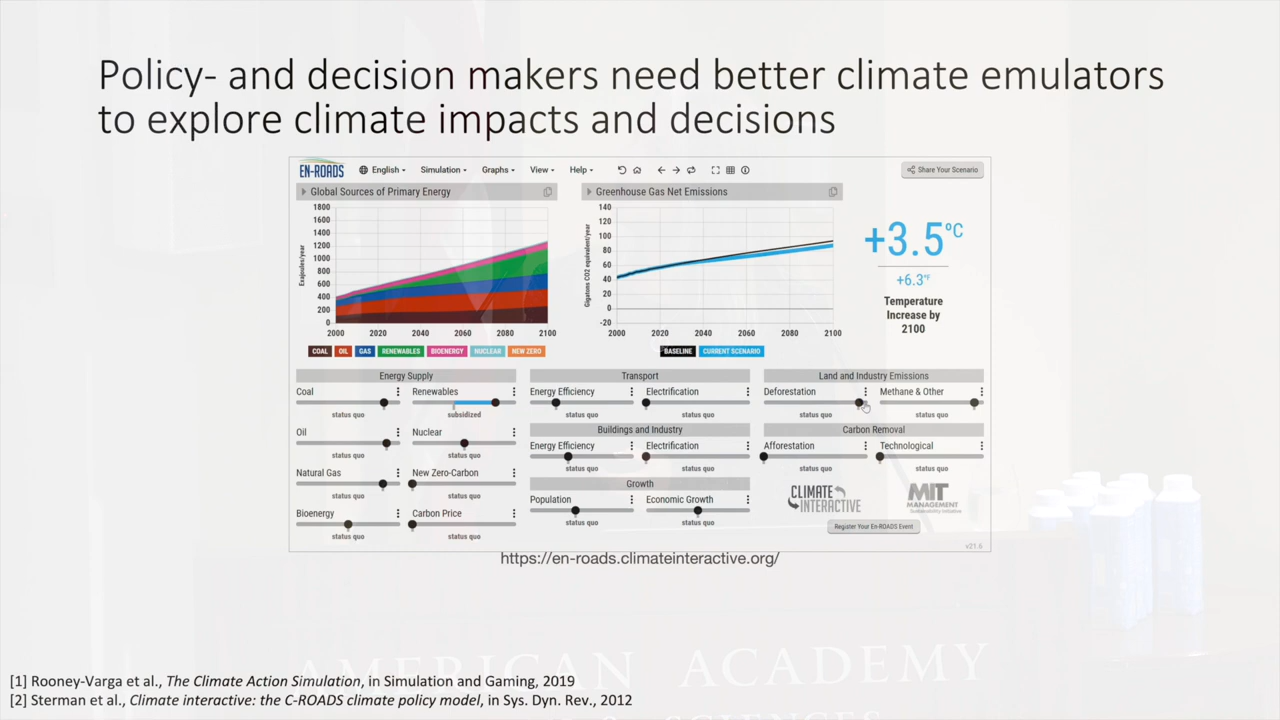 Policy- and decision makers need better climate emulators
to explore climate impacts and decisions
EN-ROADS
English
Simulation
Graphs
View
Help
Share Your Scenario
Global Sources of Primary Energy
Exajoules/year
1800
1600
1400
1200
1000
800
600
400
200
0
2000 2020 2040 2060 2080 2100
COAL OIL GAS RENEWABLES BIOENERGY NUCLEAR NEW ZERO
Greenhouse Gas Net Emissions
Gigatons CO2 equivalent/year
140
120
100
80
60
40
20
0
-20
2000 2020 2040 2060 2080 2100
BASELINE CURRENT SCENARIO
+3.5°C
+6.3°F
Temperature
Increase by
2100
Energy Supply
Coal
status quo
Renewables
subsidized
Oil
status quo
Nuclear
status quo
Natural Gas
status quo
New Zero-Carbon
status quo
Bioenergy
status quo
Carbon Price
status quo
Transport
Energy Efficiency
status quo
Electrification
status quo
Buildings and Industry
Energy Efficiency
status quo
Electrification
status quo
Growth
Population
status quo
Economic Growth
status quo
Land and Industry Emissions
Deforestation
status quo
Methane & Other
status quo
Carbon Removal
Afforestation
status quo
Technological
status quo
CLIMATE
INTERACTIVE
MIT
MANAGEMENT
Sustainability Initiative
Register Your En-ROADS Event
v21.6
https://en-roads.climateinteractive.org/
AMERICAN ACADEMY
[1] Rooney-Varga et al., The Climate Action Simulation, in Simulation and Gaming, 2019
[2] Sterman et al., Climate interactive: the C-ROADS climate policy model, in Sys. Dyn. Rev., 2012